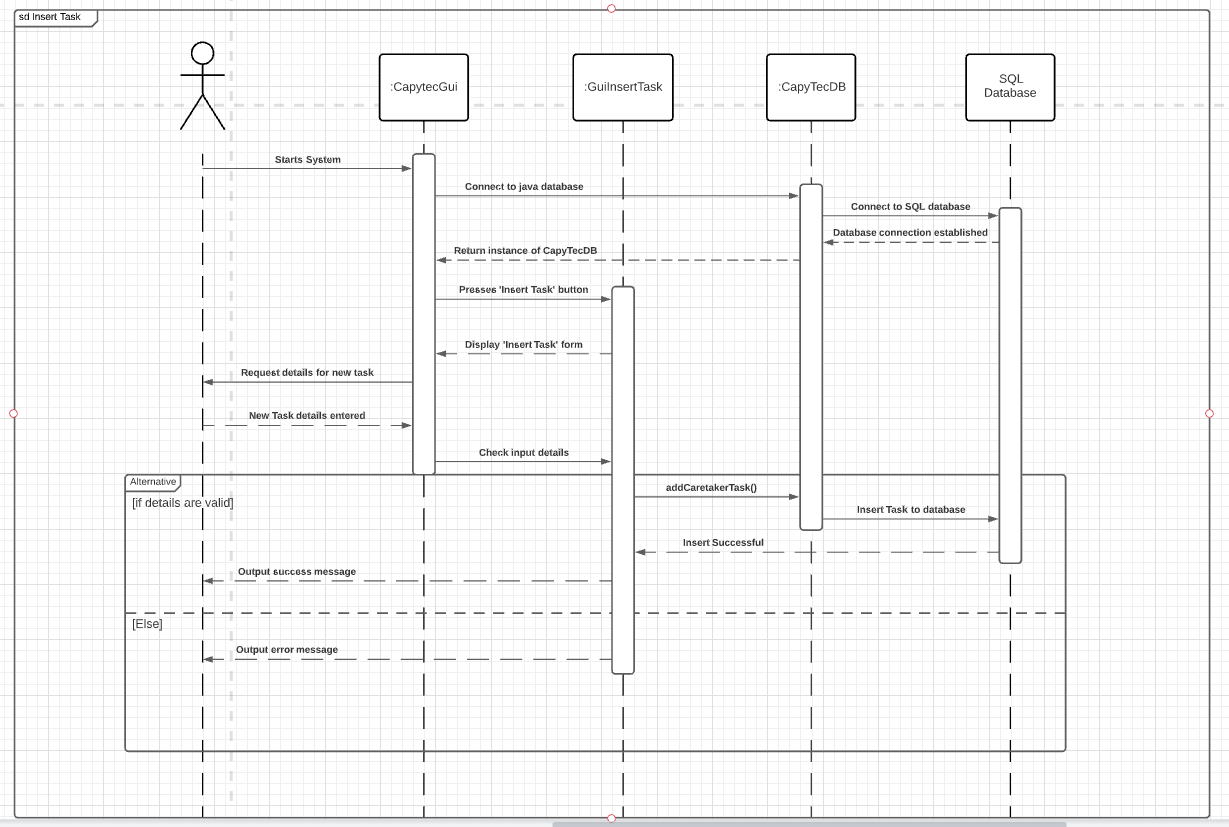 sd Insert Task
:CapytecGui
:GuiInsertTask
:CapyTecDB
SQL
Database
Starts System
Connect to java database
Connect to SQL database
Database connection established
Return instance of CapyTecDB
Presses 'Insert Task' button
Display 'Insert Task' form
Request details for new task
New Task details entered
Check input details
Alternative
[if details are valid]
addCaretakerTask()
Insert Task to database
Insert Successful
Output success message
[Else]
Output error message